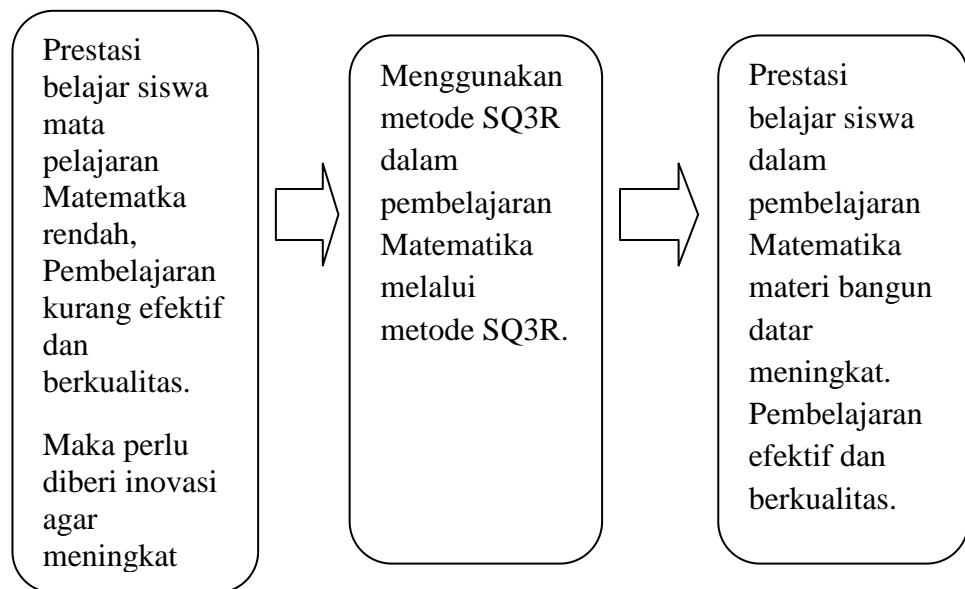 Prestasi
belajar siswa
mata
pelajaran
Matematka
rendah,
Pembelajaran
kurang efektif
dan
berkualitas.
Maka perlu
diberi inovasi
agar
meningkat
Menggunakan
metode SQ3R
dalam
pembelajaran
Matematika
melalui
metode SQ3R.
Prestasi
belajar siswa
dalam
pembelajaran
Matematika
materi bangun
datar
meningkat.
Pembelajaran
efektif dan
berkualitas.